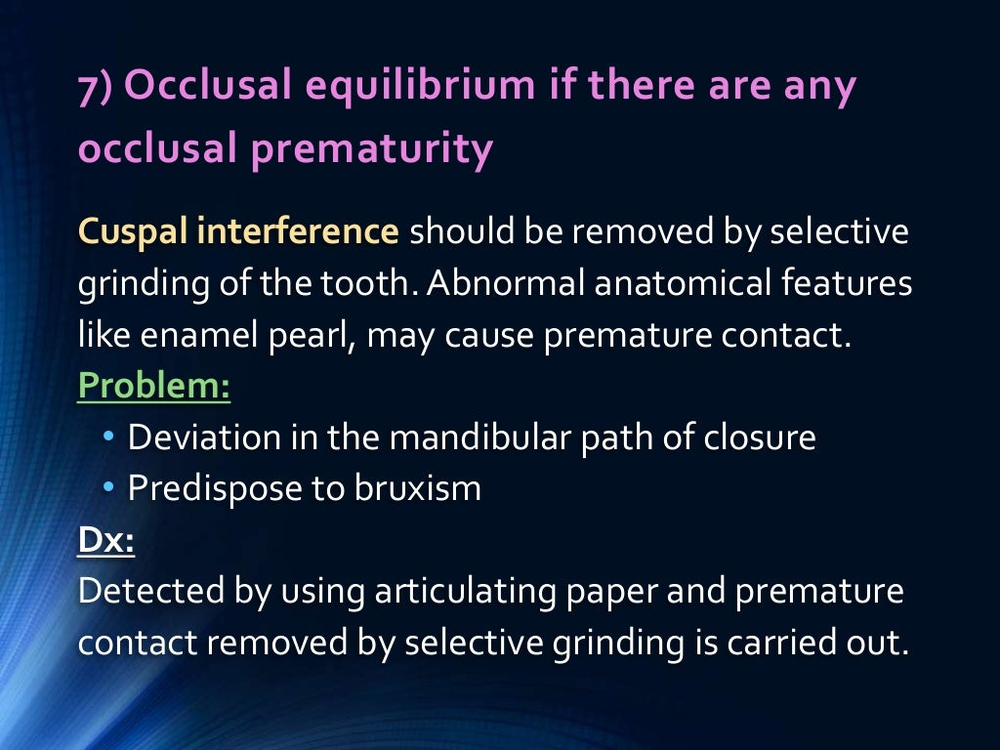 7) Occlusal equilibrium if there are any
occlusal prematurity
Cuspal interference should be removed by selective
grinding of the tooth. Abnormal anatomical features
like enamel pearl, may cause premature contact.
Problem:
• Deviation in the mandibular path of closure
• Predispose to bruxism
Dx:
Detected by using articulating paper and premature
contact removed by selective grinding is carried out.